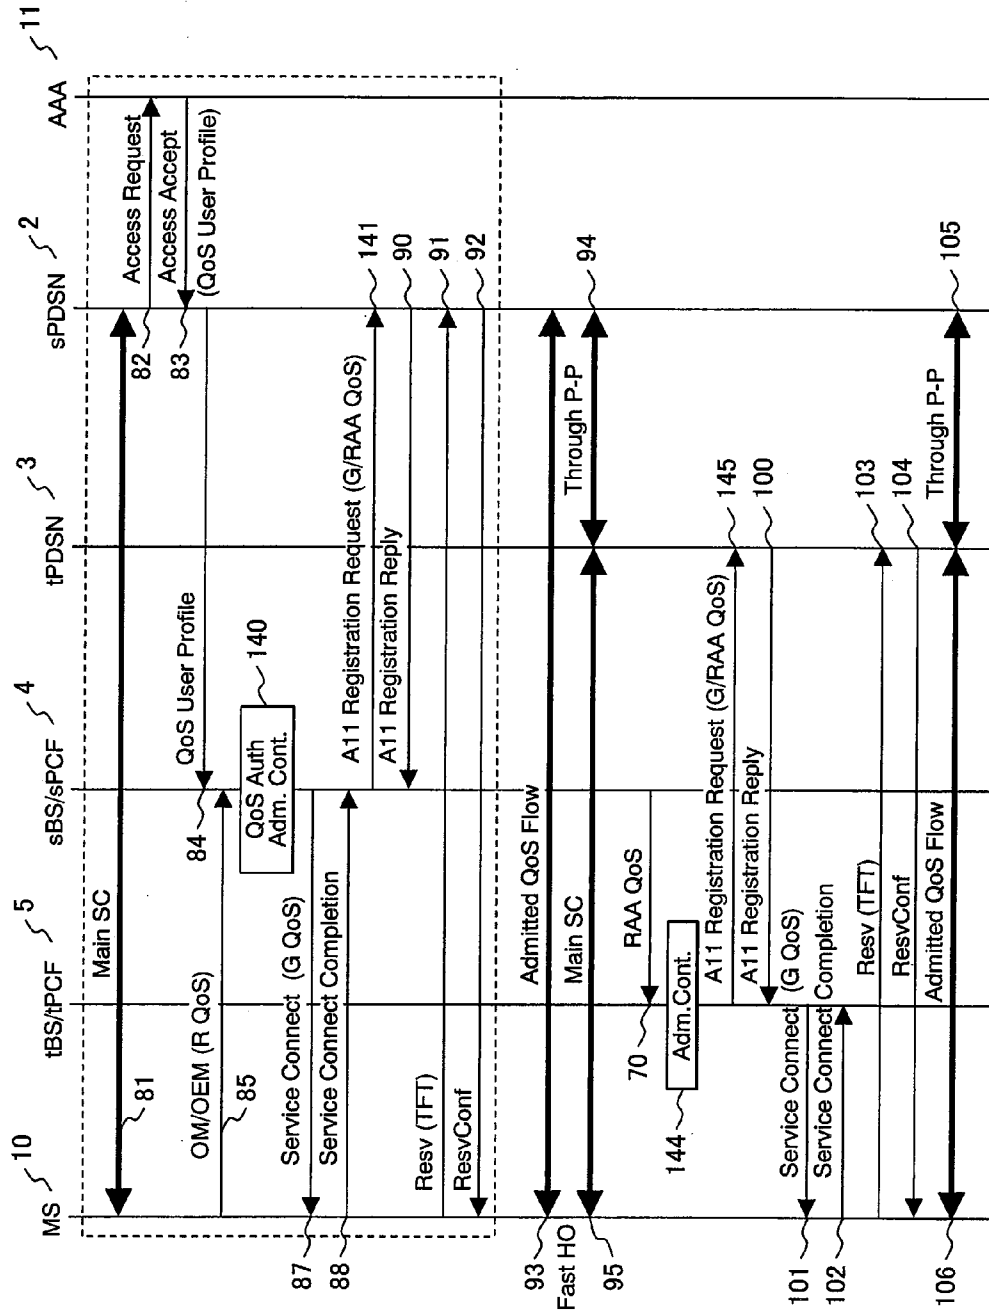 MS 10
tBS/tPCF 5
sBS/sPCF 4
tPDSN 3
sPDSN 2
AAA 11
Main SC
81
Access Request
82
Access Accept
(QoS User Profile)
83
QoS User Profile
84
OM/OEM (R QoS)
85
QoS Auth
Adm. Cont.
140
Service Connect (G QoS)
87
Service Connect Completion
88
A11 Registration Request (G/RAA QoS)
141
A11 Registration Reply
90
Resv (TFT)
91
ResvConf
92
Admitted QoS Flow
93
Fast HO
Main SC
95
Through P-P
94
RAA QoS
70
Adm.Cont.
144
A11 Registration Request (G/RAA QoS)
145
A11 Registration Reply
100
Service Connect (G QoS)
101
Service Connect Completion
102
Resv (TFT)
103
ResvConf
104
Admitted QoS Flow
106
Through P-P
105